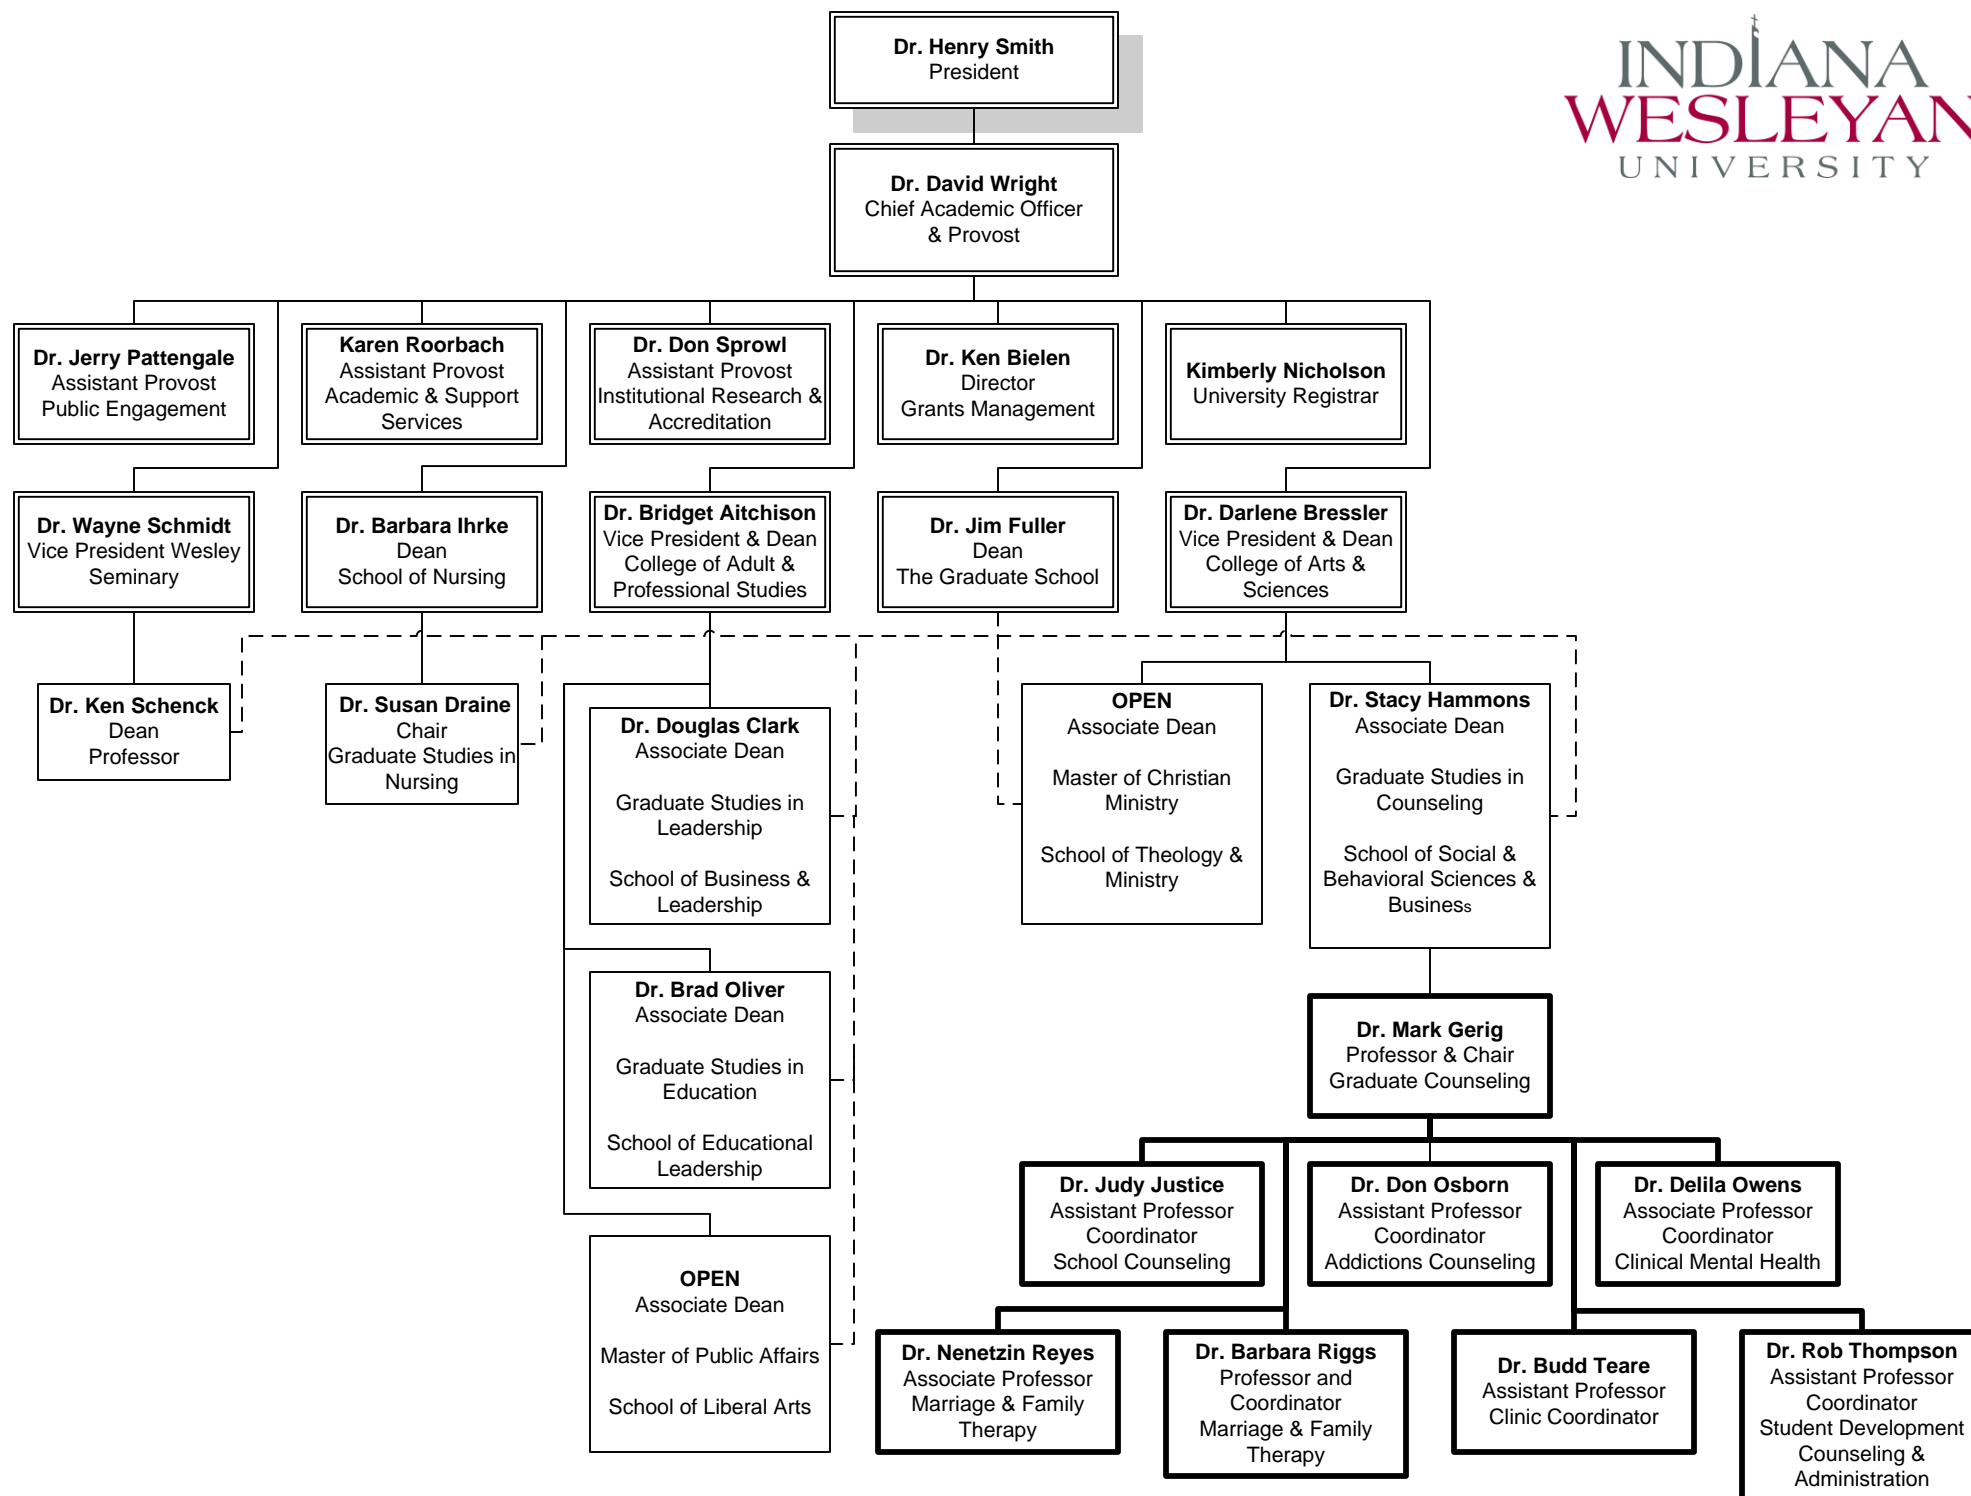 Dr. Henry Smith
President
INDIANA
WESLEYAN
UNIVERSITY
Dr. David Wright
Chief Academic Officer
& Provost
Dr. Jerry Pattengale
Assistant Provost
Public Engagement
Karen Roorbach
Assistant Provost
Academic & Support
Services
Dr. Don Sprowl
Assistant Provost
Institutional Research &
Accreditation
Dr. Ken Bielen
Director
Grants Management
Kimberly Nicholson
University Registrar
Dr. Wayne Schmidt
Vice President Wesley
Seminary
Dr. Barbara Ihrke
Dean
School of Nursing
Dr. Bridget Aitchison
Vice President & Dean
College of Adult &
Professional Studies
Dr. Jim Fuller
Dean
The Graduate School
Dr. Darlene Bressler
Vice President & Dean
College of Arts &
Sciences
Dr. Ken Schenck
Dean
Professor
Dr. Susan Draine
Chair
Graduate Studies in
Nursing
Dr. Douglas Clark
Associate Dean
Graduate Studies in
Leadership
School of Business &
Leadership
OPEN
Associate Dean
Master of Christian
Ministry
School of Theology &
Ministry
Dr. Stacy Hammons
Associate Dean
Graduate Studies in
Counseling
School of Social &
Behavioral Sciences &
Business
Dr. Brad Oliver
Associate Dean
Graduate Studies in
Education
School of Educational
Leadership
Dr. Mark Gerig
Professor & Chair
Graduate Counseling
Dr. Judy Justice
Assistant Professor
Coordinator
School Counseling
Dr. Don Osborn
Assistant Professor
Coordinator
Addictions Counseling
Dr. Delila Owens
Associate Professor
Coordinator
Clinical Mental Health
OPEN
Associate Dean
Master of Public Affairs
School of Liberal Arts
Dr. Nenetzin Reyes
Associate Professor
Marriage & Family
Therapy
Dr. Barbara Riggs
Professor and
Coordinator
Marriage & Family
Therapy
Dr. Budd Teare
Assistant Professor
Clinic Coordinator
Dr. Rob Thompson
Assistant Professor
Coordinator
Student Development
Counseling &
Administration